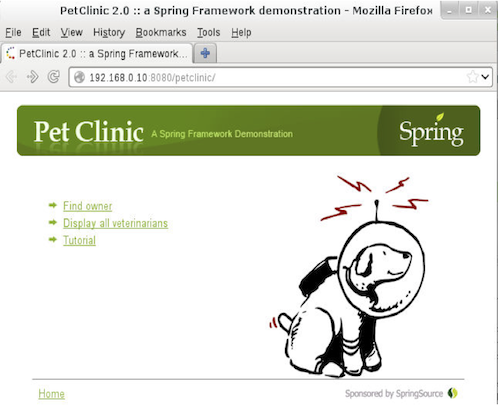 PetClinic 2.0 :: a Spring Framework demonstration - Mozilla Firefox
File Edit View History Bookmarks Tools Help
PetClinic 2.0 :: a Spring Framework...
192.168.0.10:8080/petclinic/
Pet Clinic A Spring Framework Demonstration Spring
Find owner
Display all veterinarians
Tutorial
Home Sponsored by SpringSource